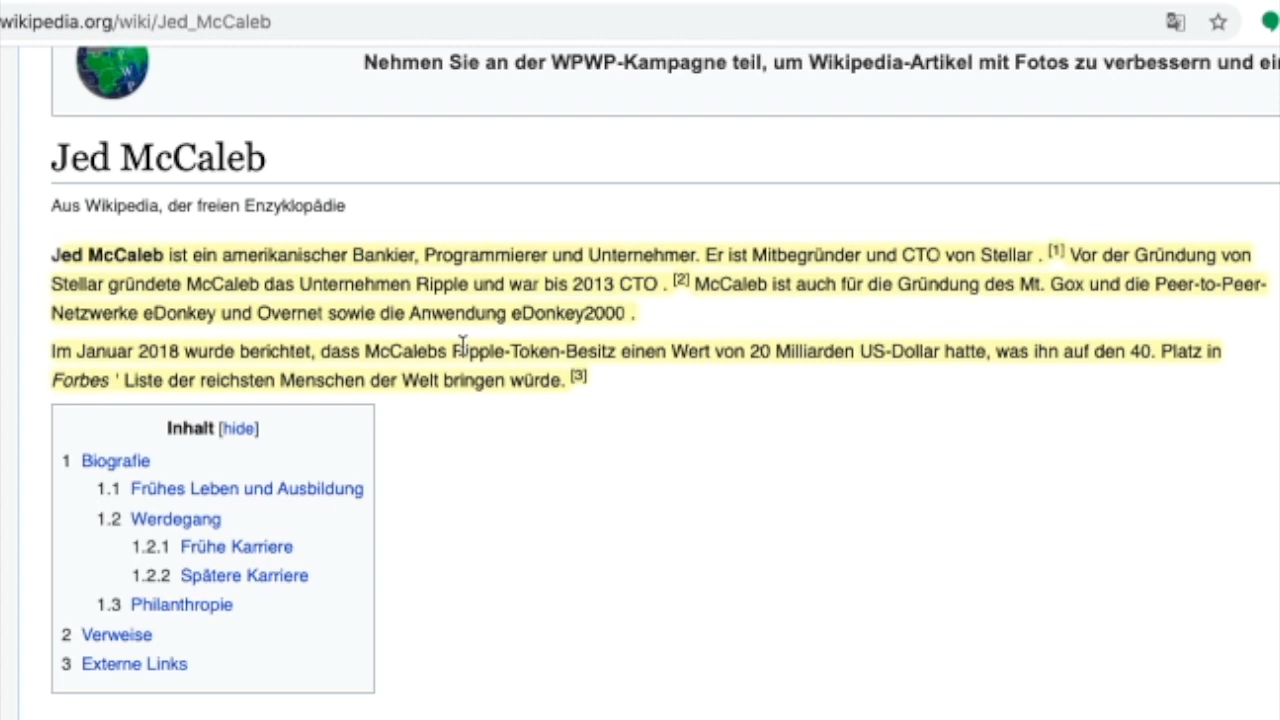 wikipedia.org/wiki/Jed_McCaleb
Nehmen Sie an der WPWP-Kampagne teil, um Wikipedia-Artikel mit Fotos zu verbessern und
Jed McCaleb
Aus Wikipedia, der freien Enzyklopädie
Jed McCaleb ist ein amerikanischer Bankier, Programmierer und Unternehmer. Er ist Mitbegründer und CTO von Stellar . [1] Vor der Gründung von
Stellar gründete McCaleb das Unternehmen Ripple und war bis 2013 CTO . [2] McCaleb ist auch für die Gründung des Mt. Gox und die Peer-to-Peer-
Netzwerke eDonkey und Overnet sowie die Anwendung eDonkey2000 .
Im Januar 2018 wurde berichtet, dass McCalebs Ripple-Token-Besitz einen Wert von 20 Milliarden US-Dollar hatte, was ihn auf den 40. Platz in
Forbes ' Liste der reichsten Menschen der Welt bringen würde. [3]
Inhalt [hide]
1 Biografie
1.1 Frühes Leben und Ausbildung
1.2 Werdegang
1.2.1 Frühe Karriere
1.2.2 Spätere Karriere
1.3 Philanthropie
2 Verweise
3 Externe Links